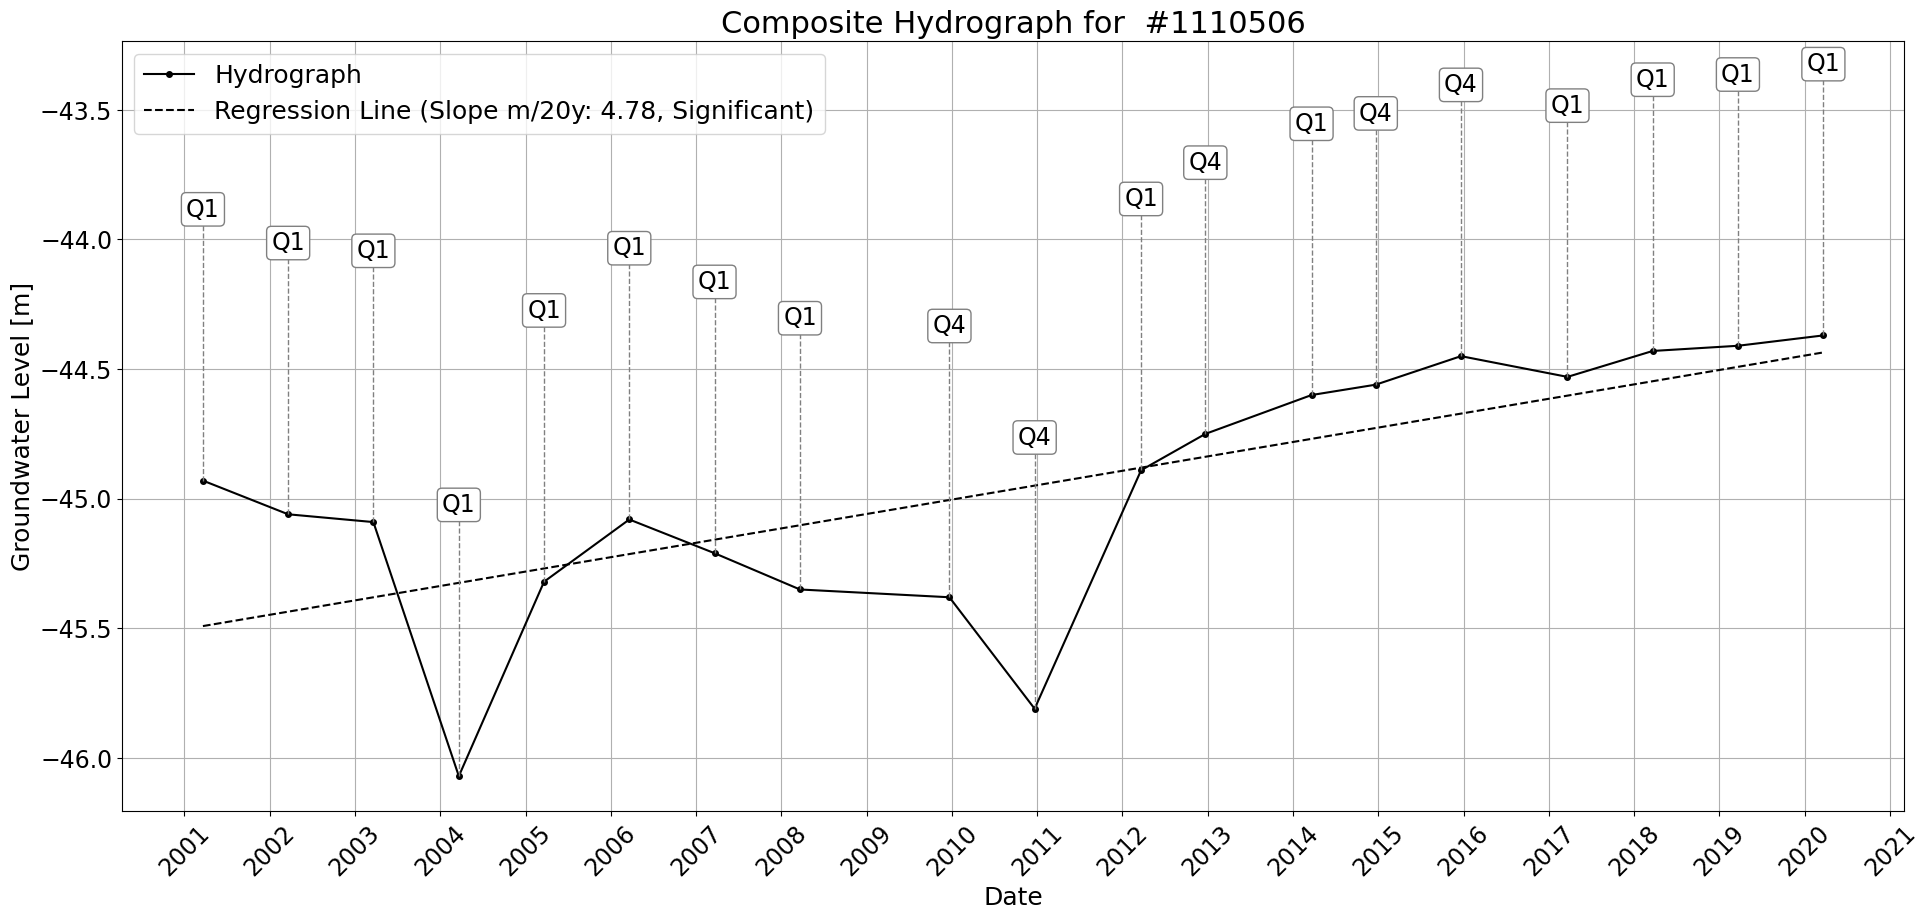 Composite Hydrograph for  #1110506
Hydrograph
Regression Line (Slope m/20y: 4.78, Significant)
Groundwater Level [m]
−43.5
−44.0
−44.5
−45.0
−45.5
−46.0
Q1
Q1
Q1
Q1
Q1
Q1
Q1
Q1
Q4
Q4
Q1
Q4
Q1
Q4
Q4
Q1
Q1
Q1
Q1
2001
2002
2003
2004
2005
2006
2007
2008
2009
2010
2011
2012
2013
2014
2015
2016
2017
2018
2019
2020
2021
Date